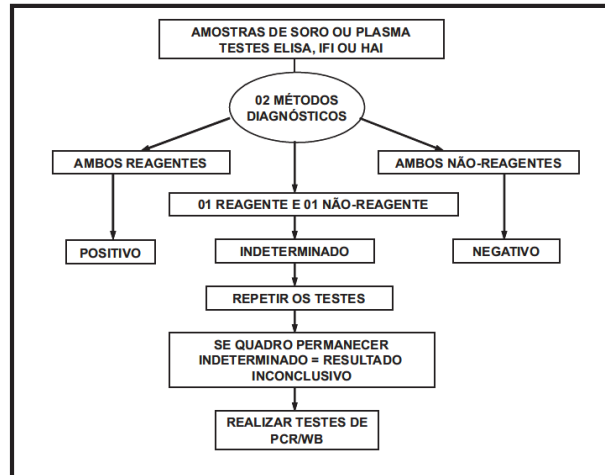 AMOSTRAS DE SORO OU PLASMA
TESTES ELISA, IFI OU HAI
02 MÉTODOS
DIAGNÓSTICOS
AMBOS REAGENTES
AMBOS NÃO-REAGENTES
01 REAGENTE E 01 NÃO-REAGENTE
POSITIVO
INDETERMINADO
NEGATIVO
REPETIR OS TESTES
SE QUADRO PERMANECER
INDETERMINADO = RESULTADO
INCONCLUSIVO
REALIZAR TESTES DE
PCR/WB